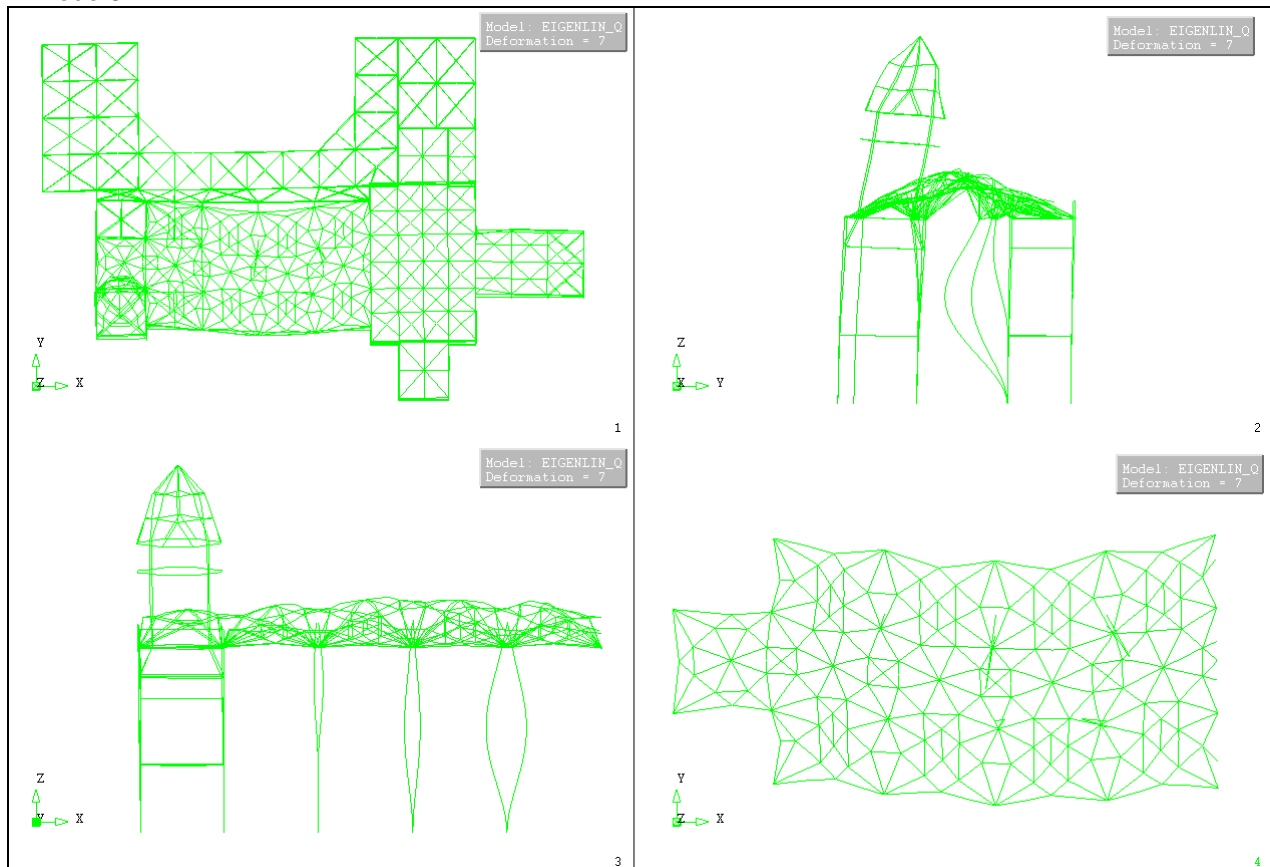 Model: EIGENLIN_Q
Deformation = 7
Y
Z
X
1
Model: EIGENLIN_Q
Deformation = 7
Z
X
Y
2
Model: EIGENLIN_Q
Deformation = 7
Z
Y
X
3
Model: EIGENLIN_Q
Deformation = 7
Y
Z
X
4